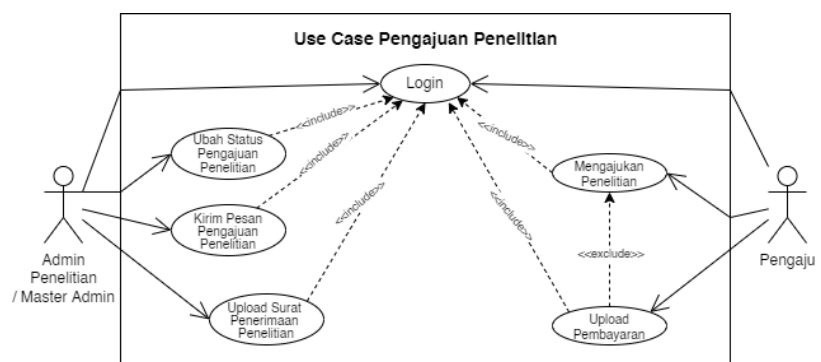 Use Case Pengajuan Penelitian
Login
<<include>>
<<include>>
<<include>>
<<include>>
<<include>>
Ubah Status
Pengajuan
Penelitian
Mengajukan
Penelitian
Kirim Pesan
Pengajuan
Penelitian
<<exclude>>
Admin
Penelitian
/ Master Admin
Pengaju
Upload Surat
Penerimaan
Penelitian
Upload
Pembayaran